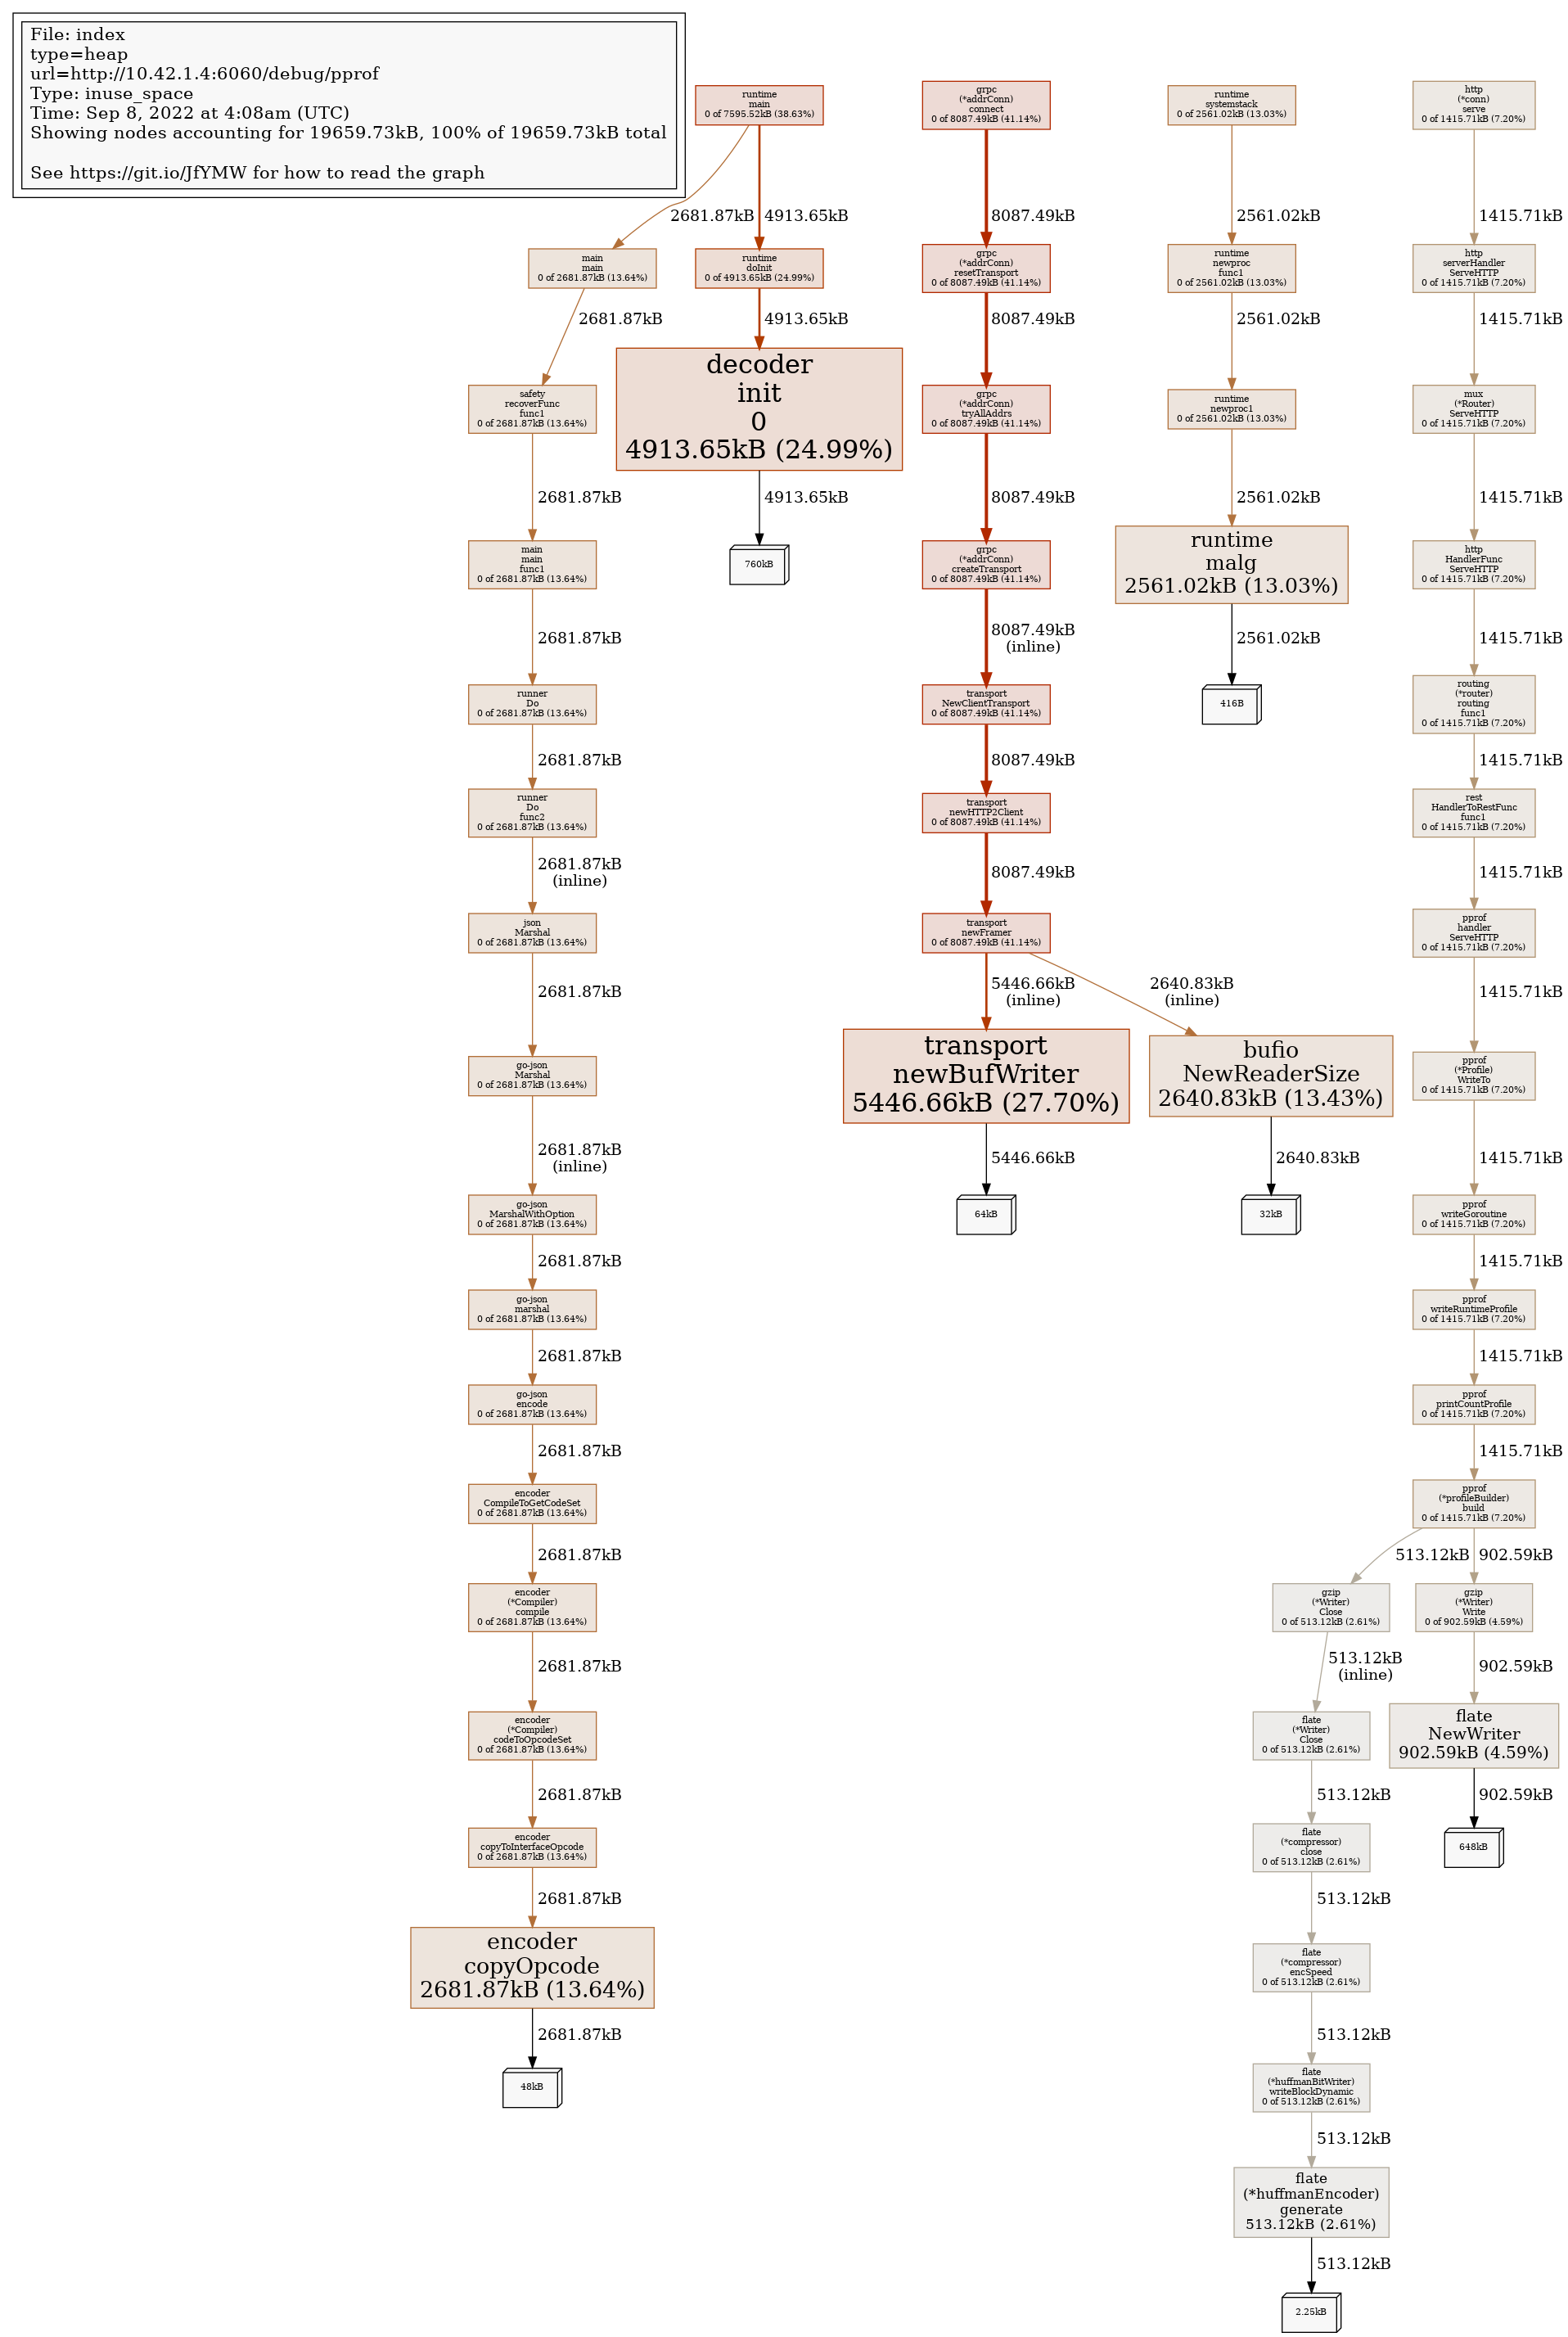 File: index
type=heap
url=http://10.42.1.4:6060/debug/pprof
Type: inuse_space
Time: Sep 8, 2022 at 4:08am (UTC)
Showing nodes accounting for 19659.73kB, 100% of 19659.73kB total
See https://git.io/JfYMW for how to read the graph
runtime
main
0 of 7595.52kB (38.63%)
2681.87kB
4913.65kB
main
main
0 of 2681.87kB (13.64%)
runtime
doInit
0 of 4913.65kB (24.99%)
2681.87kB
4913.65kB
safety
recoverFunc
func1
0 of 2681.87kB (13.64%)
decoder
init
0
4913.65kB (24.99%)
2681.87kB
4913.65kB
760kB
main
main
func1
0 of 2681.87kB (13.64%)
2681.87kB
runner
Do
0 of 2681.87kB (13.64%)
2681.87kB
runner
Do
func2
0 of 2681.87kB (13.64%)
2681.87kB
(inline)
json
Marshal
0 of 2681.87kB (13.64%)
2681.87kB
go-json
Marshal
0 of 2681.87kB (13.64%)
2681.87kB
(inline)
go-json
MarshalWithOption
0 of 2681.87kB (13.64%)
2681.87kB
go-json
marshal
0 of 2681.87kB (13.64%)
2681.87kB
go-json
encode
0 of 2681.87kB (13.64%)
2681.87kB
encoder
CompileToGetCodeSet
0 of 2681.87kB (13.64%)
2681.87kB
encoder
(*Compiler)
compile
0 of 2681.87kB (13.64%)
2681.87kB
encoder
(*Compiler)
codeToOpcodeSet
0 of 2681.87kB (13.64%)
2681.87kB
encoder
copyToInterfaceOpcode
0 of 2681.87kB (13.64%)
2681.87kB
encoder
copyOpcode
2681.87kB (13.64%)
2681.87kB
48kB
grpc
(*addrConn)
connect
0 of 8087.49kB (41.14%)
8087.49kB
grpc
(*addrConn)
resetTransport
0 of 8087.49kB (41.14%)
8087.49kB
grpc
(*addrConn)
tryAllAddrs
0 of 8087.49kB (41.14%)
8087.49kB
grpc
(*addrConn)
createTransport
0 of 8087.49kB (41.14%)
8087.49kB
(inline)
transport
NewClientTransport
0 of 8087.49kB (41.14%)
8087.49kB
transport
newHTTP2Client
0 of 8087.49kB (41.14%)
8087.49kB
transport
newFramer
0 of 8087.49kB (41.14%)
5446.66kB
(inline)
2640.83kB
(inline)
transport
newBufWriter
5446.66kB (27.70%)
5446.66kB
64kB
bufio
NewReaderSize
2640.83kB (13.43%)
2640.83kB
32kB
runtime
systemstack
0 of 2561.02kB (13.03%)
2561.02kB
runtime
newproc
func1
0 of 2561.02kB (13.03%)
2561.02kB
runtime
newproc1
0 of 2561.02kB (13.03%)
2561.02kB
runtime
malg
2561.02kB (13.03%)
2561.02kB
416B
http
(*conn)
serve
0 of 1415.71kB (7.20%)
1415.71kB
http
serverHandler
ServeHTTP
0 of 1415.71kB (7.20%)
1415.71kB
mux
(*Router)
ServeHTTP
0 of 1415.71kB (7.20%)
1415.71kB
http
HandlerFunc
ServeHTTP
0 of 1415.71kB (7.20%)
1415.71kB
routing
(*router)
routing
func1
0 of 1415.71kB (7.20%)
1415.71kB
rest
HandlerToRestFunc
func1
0 of 1415.71kB (7.20%)
1415.71kB
pprof
handler
ServeHTTP
0 of 1415.71kB (7.20%)
1415.71kB
pprof
(*Profile)
WriteTo
0 of 1415.71kB (7.20%)
1415.71kB
pprof
writeGoroutine
0 of 1415.71kB (7.20%)
1415.71kB
pprof
writeRuntimeProfile
0 of 1415.71kB (7.20%)
1415.71kB
pprof
printCountProfile
0 of 1415.71kB (7.20%)
1415.71kB
pprof
(*profileBuilder)
build
0 of 1415.71kB (7.20%)
513.12kB
902.59kB
gzip
(*Writer)
Close
0 of 513.12kB (2.61%)
gzip
(*Writer)
Write
0 of 902.59kB (4.59%)
513.12kB
(inline)
902.59kB
flate
(*Writer)
Close
0 of 513.12kB (2.61%)
flate
NewWriter
902.59kB (4.59%)
513.12kB
902.59kB
flate
(*compressor)
close
0 of 513.12kB (2.61%)
648kB
513.12kB
flate
(*compressor)
encSpeed
0 of 513.12kB (2.61%)
513.12kB
flate
(*huffmanBitWriter)
writeBlockDynamic
0 of 513.12kB (2.61%)
513.12kB
flate
(*huffmanEncoder)
generate
513.12kB (2.61%)
513.12kB
2.25kB